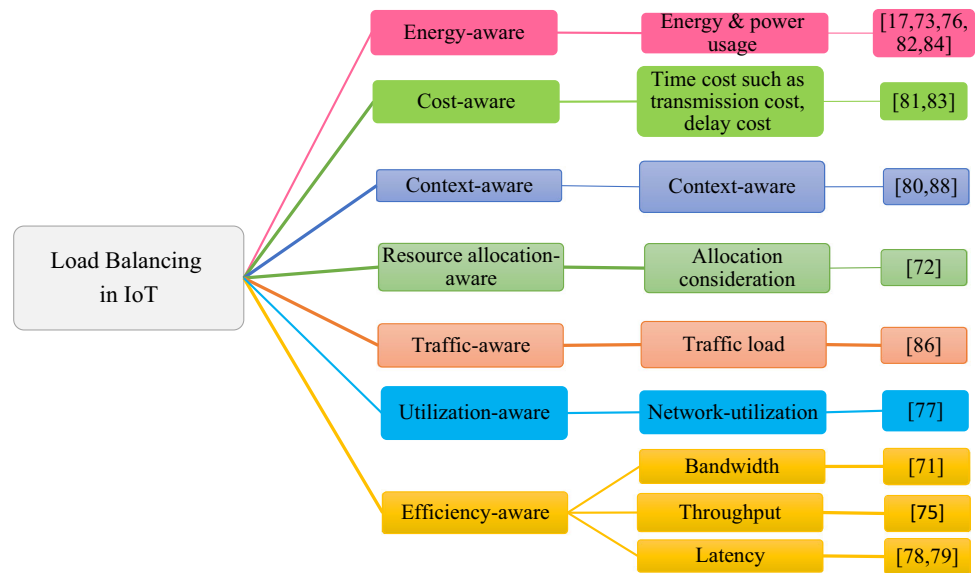 Load Balancing
in IoT
Energy-aware
Energy & power
usage
[17,73,76,
82,84]
Cost-aware
Time cost such as
transmission cost,
delay cost
[81,83]
Context-aware
Context-aware
[80,88]
Resource allocation-
aware
Allocation
consideration
[72]
Traffic-aware
Traffic load
[86]
Utilization-aware
Network-utilization
[77]
Efficiency-aware
Bandwidth
[71]
Throughput
[75]
Latency
[78,79]